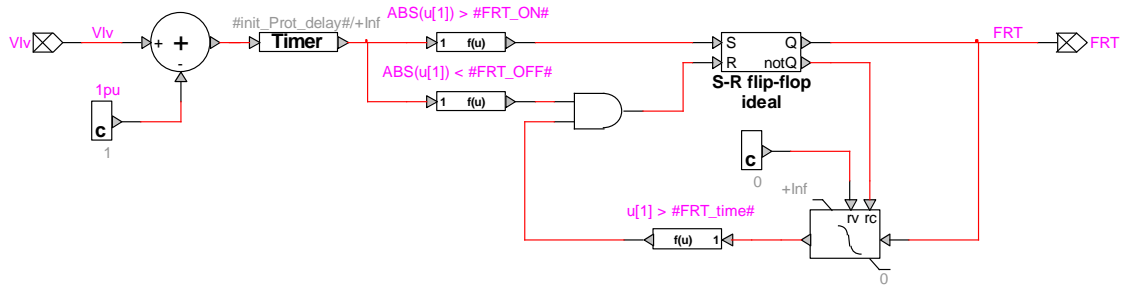 ABS(u[1]) > #FRT_ON#
#init_Prot_delay#/+Inf
Vlv
Vlv
+
+
-
Timer
1
f(u)
S
Q
R
notQ
FRT
FRT
ABS(u[1]) < #FRT_OFF#
1
f(u)
S-R flip-flop
ideal
1pu
c
1
c
0
+Inf
rv
rc
u[1] > #FRT_time#
f(u)
1
0